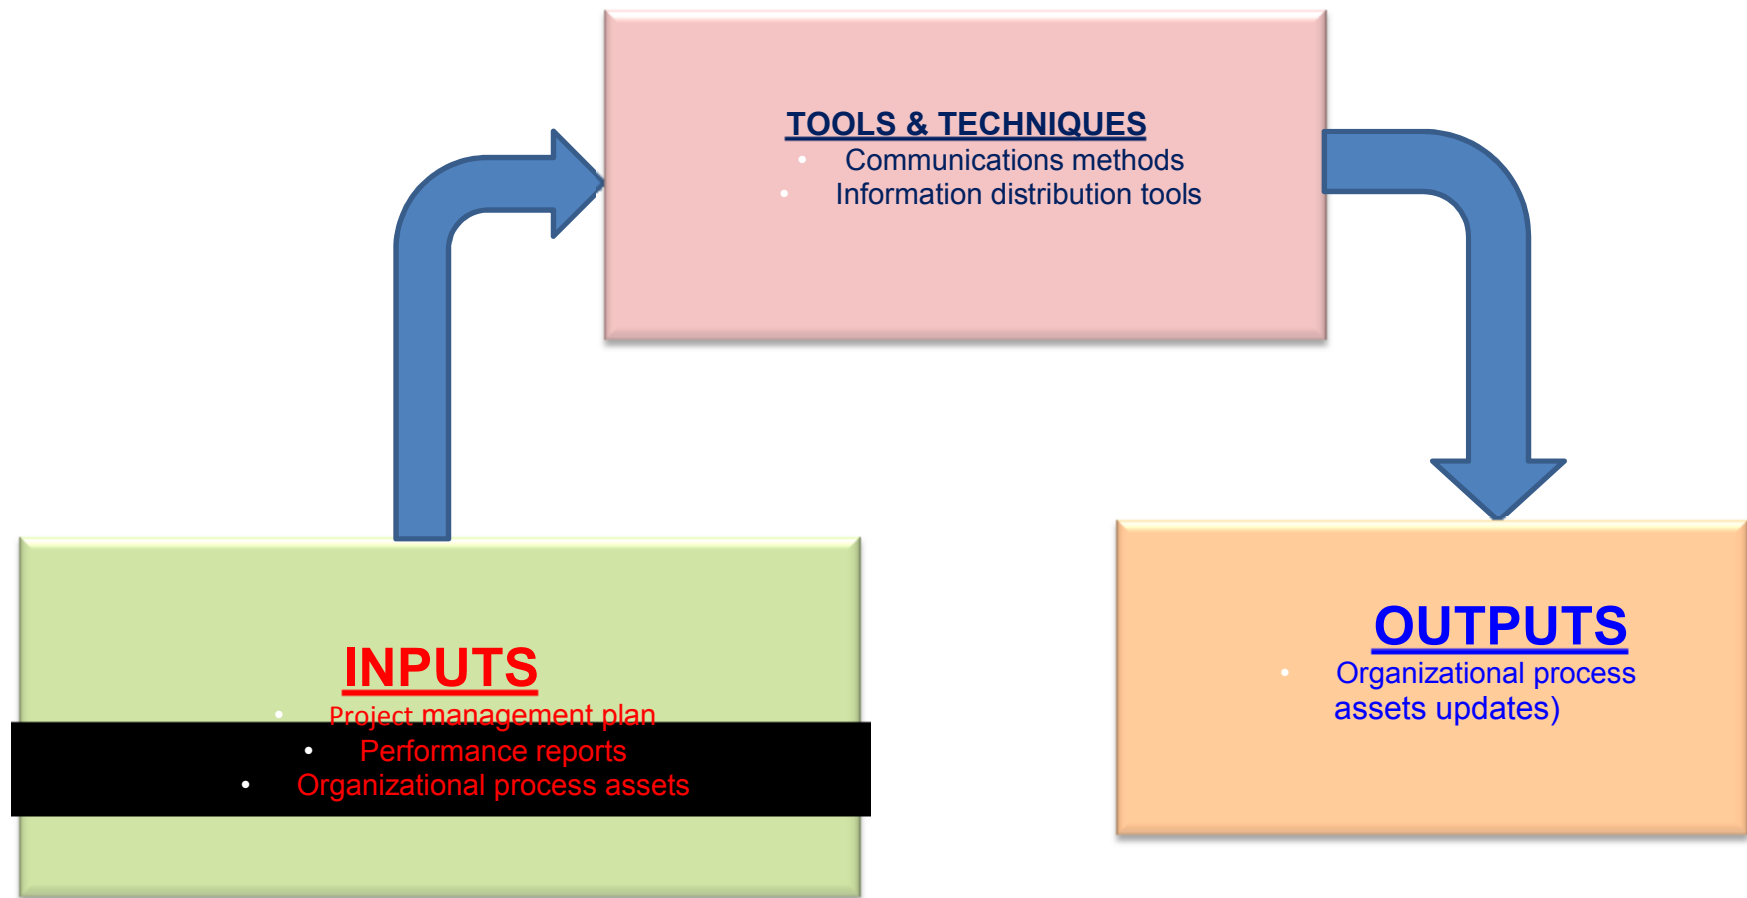 TOOLS & TECHNIQUES
• Communications methods
• Information distribution tools
INPUTS
• Project management plan
• Performance reports
• Organizational process assets
OUTPUTS
• Organizational process
assets updates)